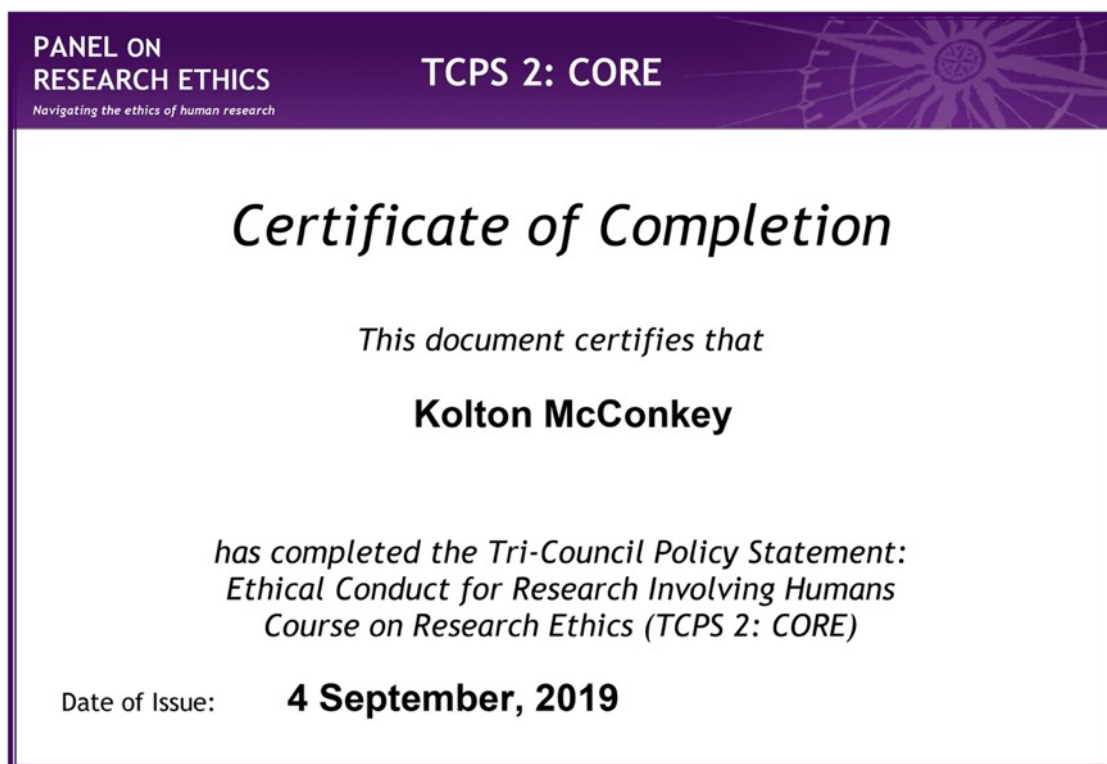 PANEL ON
RESEARCH ETHICS
Navigating the ethics of human research
TCPS 2: CORE
Certificate of Completion
This document certifies that
Kolton McConkey
has completed the Tri-Council Policy Statement:
Ethical Conduct for Research Involving Humans
Course on Research Ethics (TCPS 2: CORE)
Date of Issue: 4 September, 2019